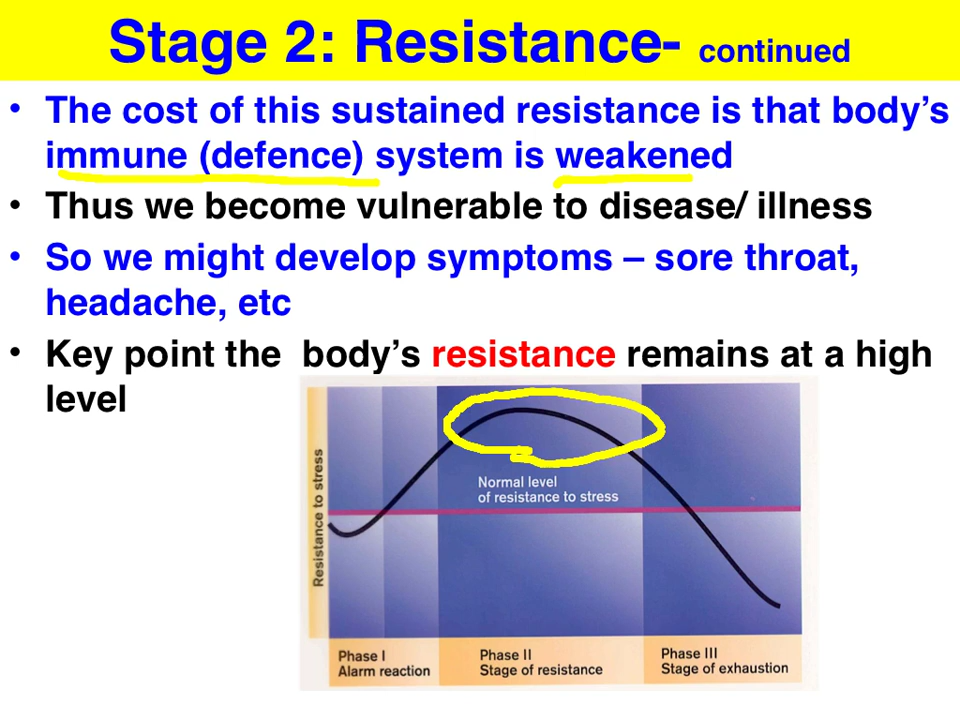 Stage 2: Resistance- continued
• The cost of this sustained resistance is that body’s
immune (defence) system is weakened
• Thus we become vulnerable to disease/ illness
• So we might develop symptoms – sore throat,
headache, etc
• Key point the  body’s resistance remains at a high
level
Resistance to stress
Normal level
of resistance to stress
Phase I
Alarm reaction
Phase II
Stage of resistance
Phase III
Stage of exhaustion